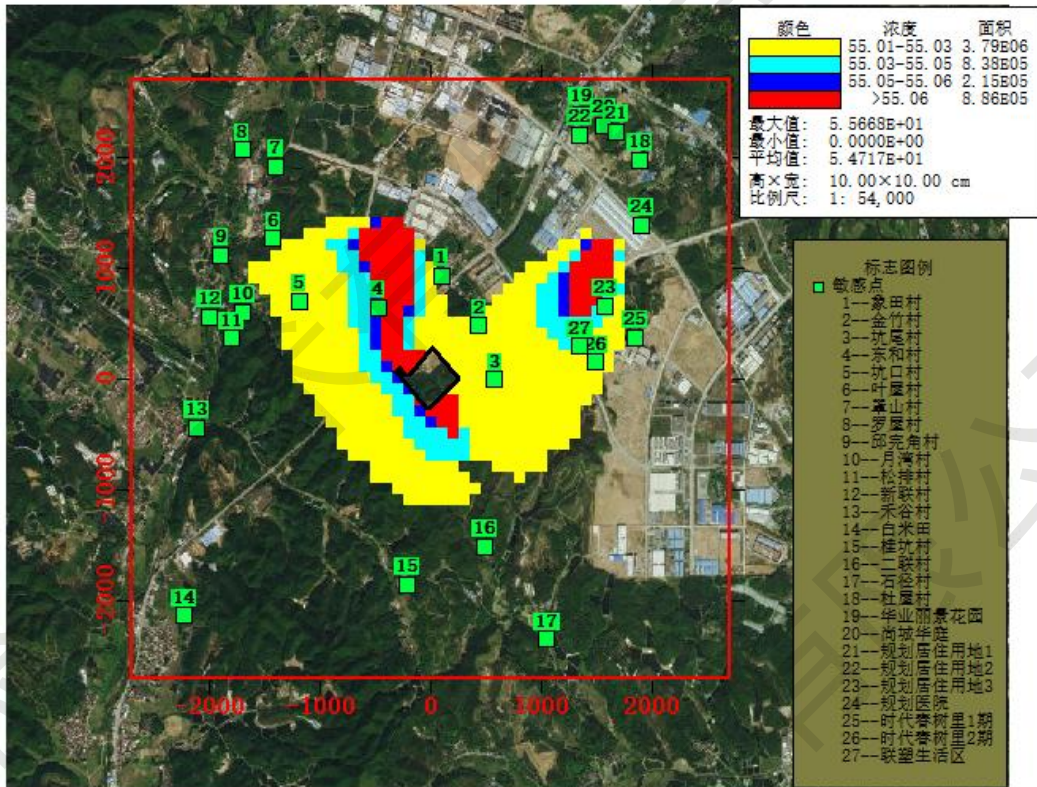 颜色 浓度 面积
55.01-55.03 3.79E06
55.03-55.05 8.38E05
55.05-55.06 2.15E05
>55.06 8.86E05
最大值: 5.5668E+01
最小值: 0.0000E+00
平均值: 5.4717E+01
高×宽: 10.00×10.00 cm
比例尺: 1: 54,000
标志图例
敏感点
1--象田村
2--金竹村
3--坑尾村
4--东和村
5--坑口村
6--叶屋村
7--覃山村
8--罗屋村
9--邱壳角村
10--月湾村
11--松排村
12--新联村
13--禾谷村
14--白米田
15--桂坑村
16--二联村
17--石径村
18--杜屋村
19--华业丽景花园
20--尚城华庭
21--规划居住用地1
22--规划居住用地2
23--规划居住用地3
24--规划医院
25--时代春树里1期
26--时代春树里2期
27--联塑生活区
19
20
21
22
8
7
18
24
6
9
1
5
4
23
10
12
2
11
25
27
26
3
13
16
15
14
17
2000
1000
0
-1000
-2000
-2000
-1000
0
1000
2000